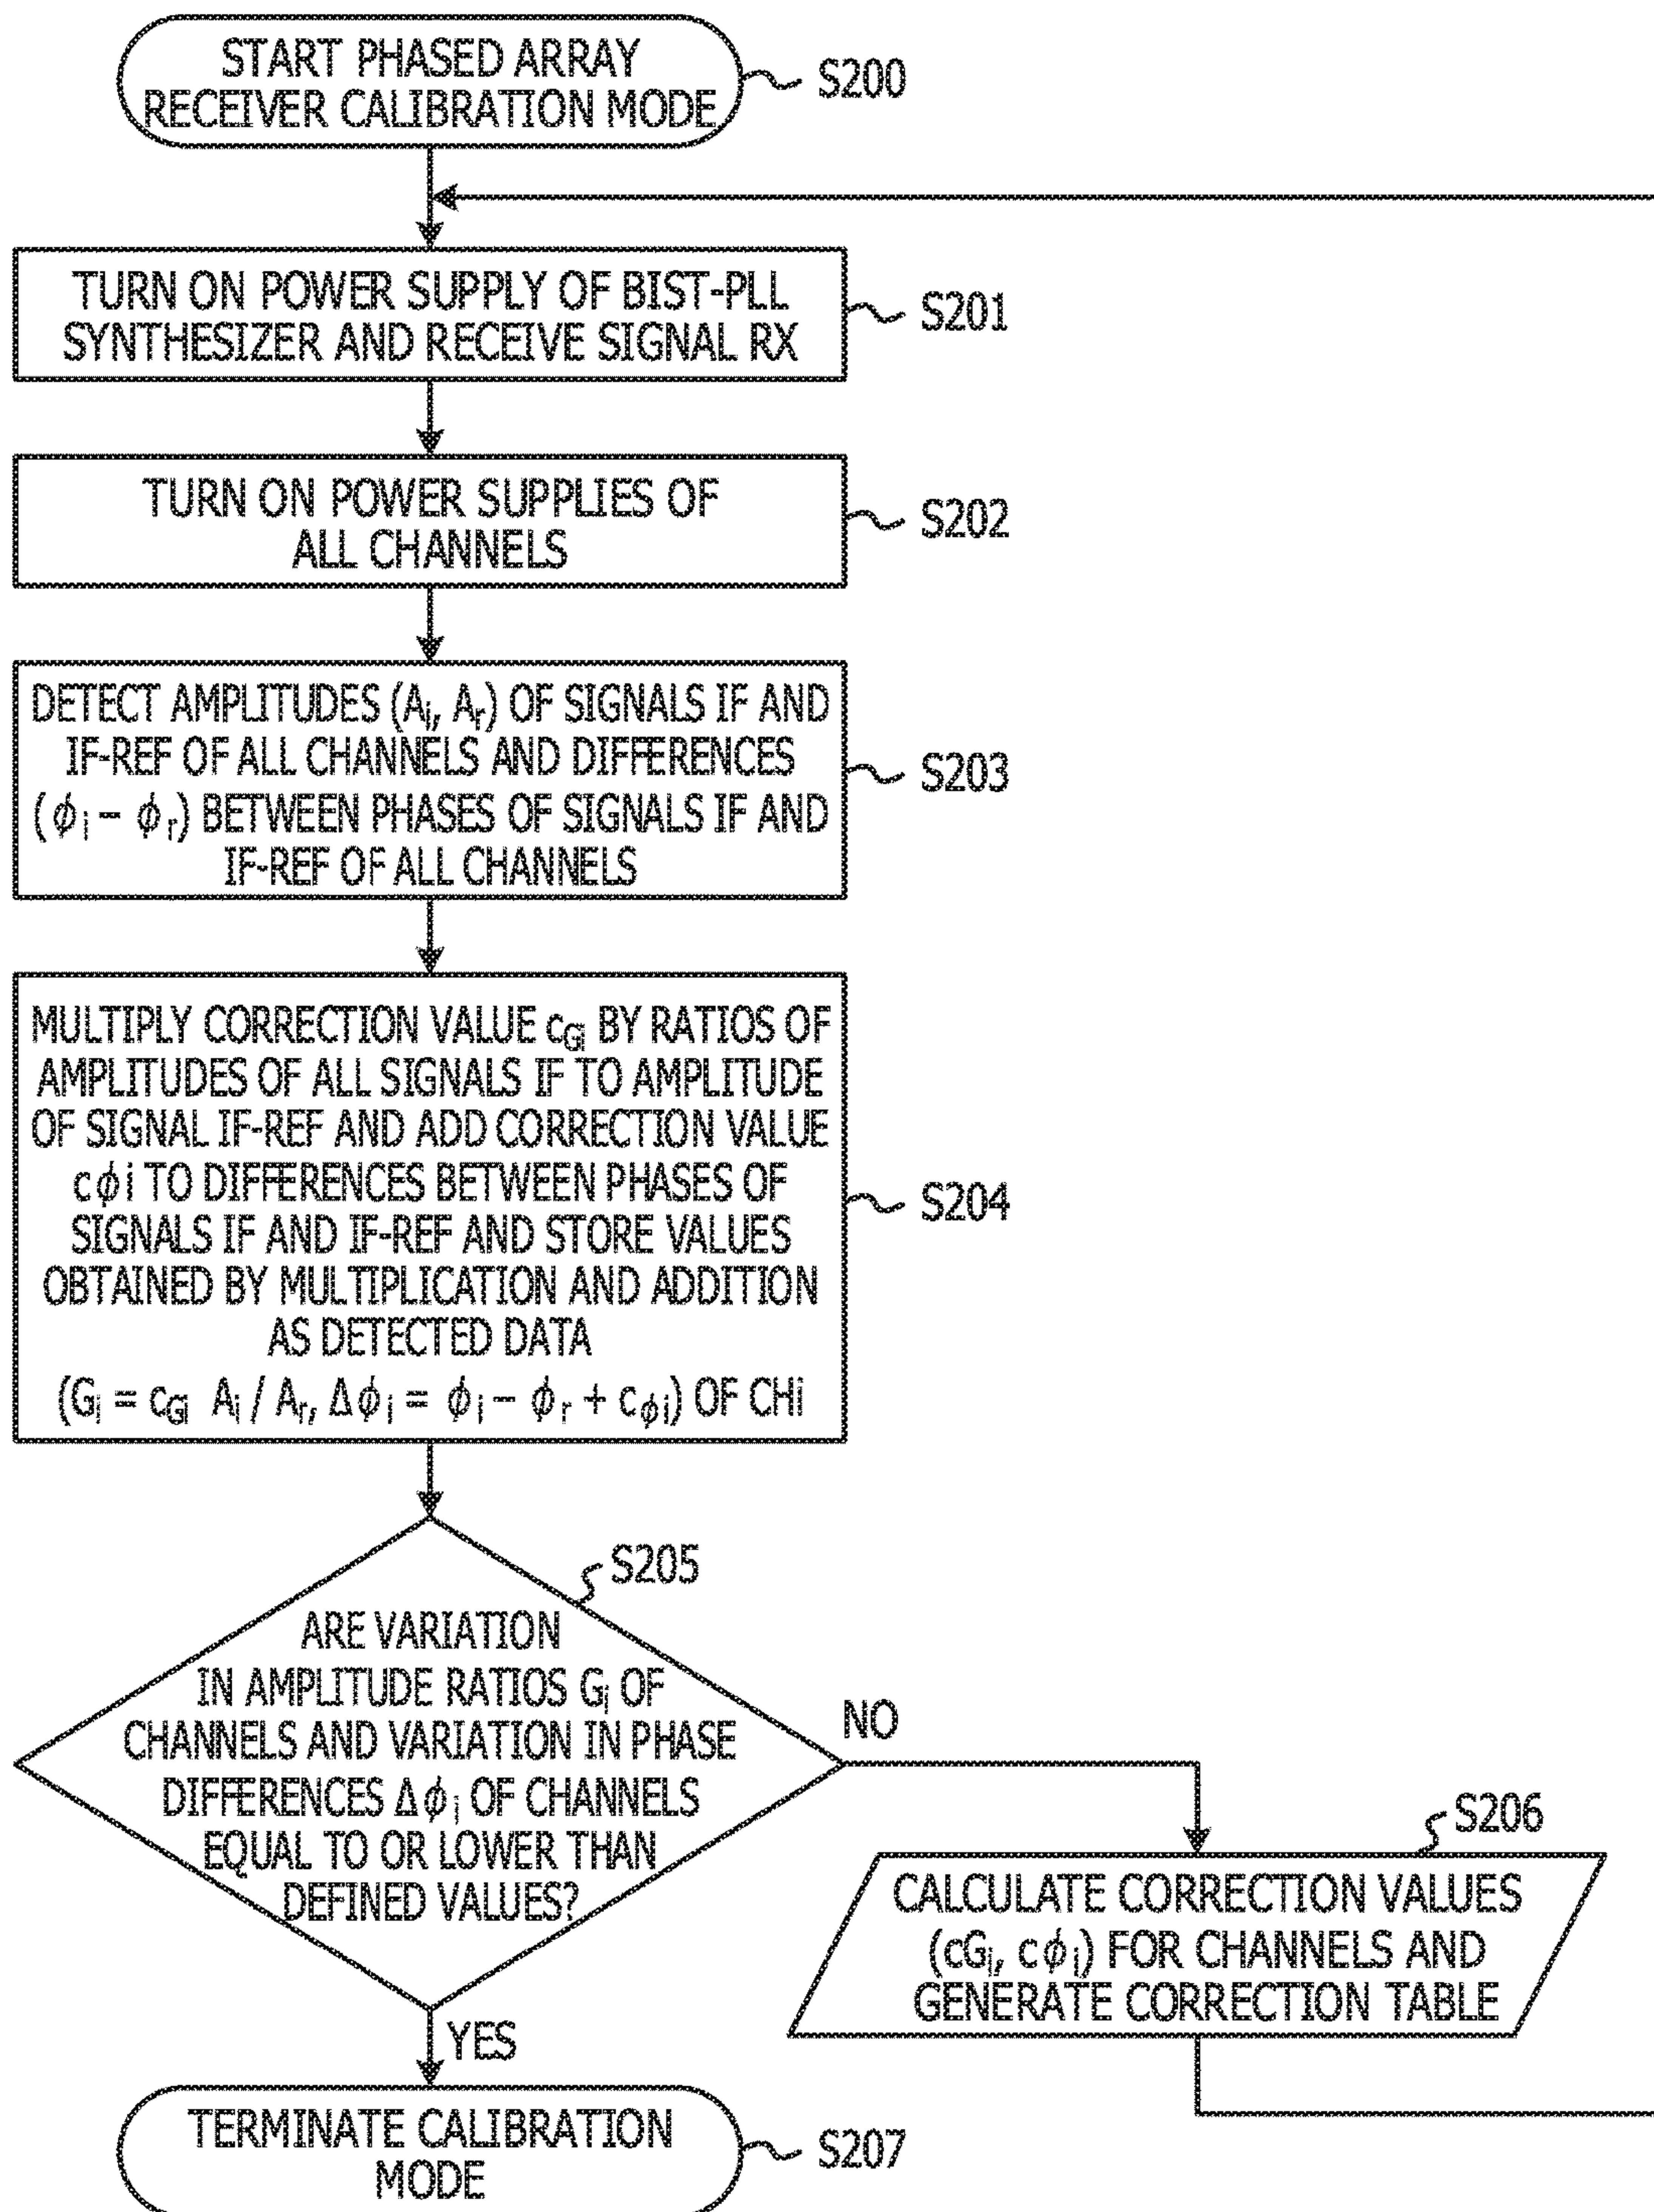 START PHASED ARRAY
RECEIVER CALIBRATION MODE
S200
TURN ON POWER SUPPLY OF BIST-PLL
SYNTHESIZER AND RECEIVE SIGNAL RX
S201
TURN ON POWER SUPPLIES OF
ALL CHANNELS
S202
DETECT AMPLITUDES (Aᵢ, Aᵣ) OF SIGNALS IF AND
IF-REF OF ALL CHANNELS AND DIFFERENCES
(ϕᵢ − ϕᵣ) BETWEEN PHASES OF SIGNALS IF AND
IF-REF OF ALL CHANNELS
S203
MULTIPLY CORRECTION VALUE c_Gi BY RATIOS OF
AMPLITUDES OF ALL SIGNALS IF TO AMPLITUDE
OF SIGNAL IF-REF AND ADD CORRECTION VALUE
cϕi TO DIFFERENCES BETWEEN PHASES OF
SIGNALS IF AND IF-REF AND STORE VALUES
OBTAINED BY MULTIPLICATION AND ADDITION
AS DETECTED DATA
(Gᵢ = c_Gi Aᵢ / Aᵣ, Δϕᵢ = ϕᵢ − ϕᵣ + c_ϕi) OF CHi
S204
S205
ARE VARIATION
IN AMPLITUDE RATIOS Gᵢ OF
CHANNELS AND VARIATION IN PHASE
DIFFERENCES Δϕᵢ OF CHANNELS
EQUAL TO OR LOWER THAN
DEFINED VALUES?
NO
S206
CALCULATE CORRECTION VALUES
(cGᵢ, cϕᵢ) FOR CHANNELS AND
GENERATE CORRECTION TABLE
YES
TERMINATE CALIBRATION
MODE
S207